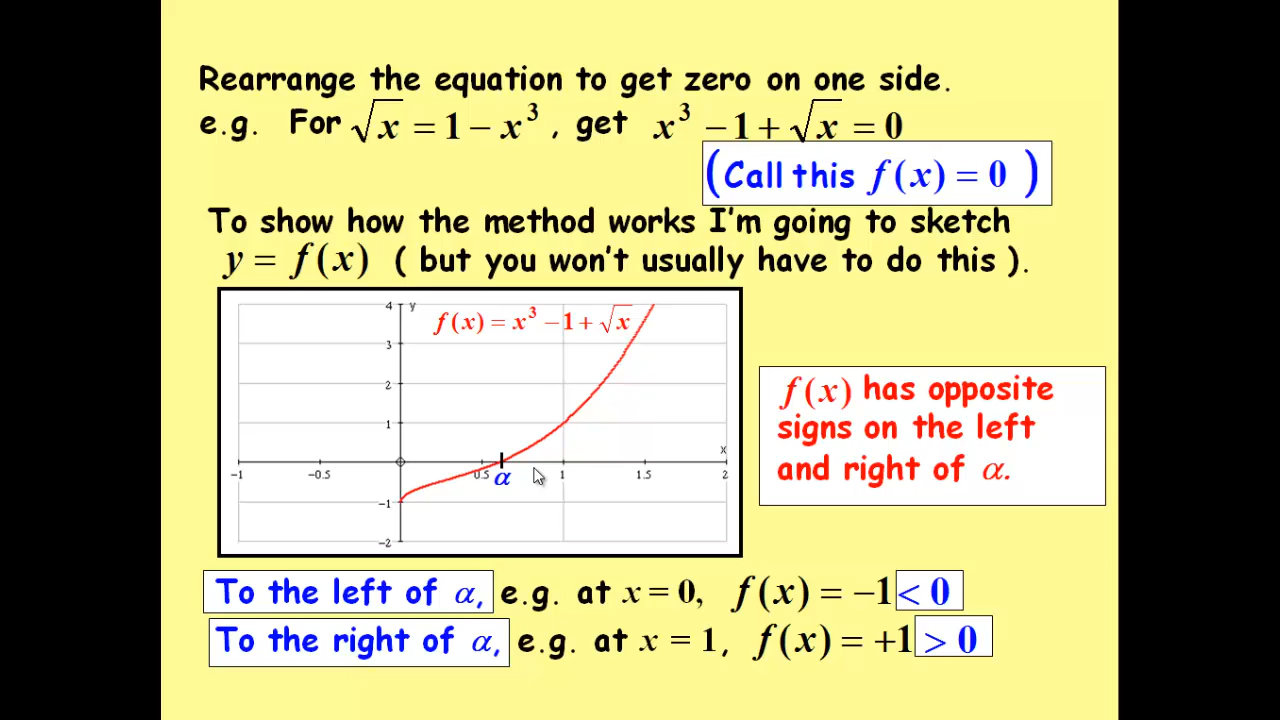 Rearrange the equation to get zero on one side.
e.g. For √x = 1 − x³ , get x³ − 1 + √x = 0
(Call this f(x) = 0 )
To show how the method works I'm going to sketch
y = f(x) ( but you won't usually have to do this ).
4 y
f(x) = x³ − 1 + √x
3
2
1
x
-1 -0.5 0.5 α 1 1.5 2
-1
-2
f(x) has opposite
signs on the left
and right of α.
To the left of α, e.g. at x = 0, f(x) = −1 < 0
To the right of α, e.g. at x = 1, f(x) = +1 > 0